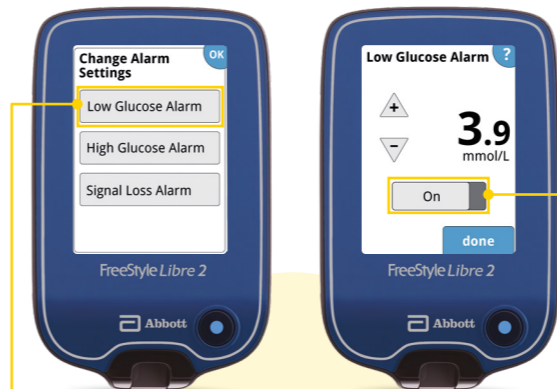 Change Alarm
Settings
OK
Low Glucose Alarm
High Glucose Alarm
Signal Loss Alarm
FreeStyle Libre 2
Abbott
Low Glucose Alarm
?
+
3.9
−
mmol/L
On
done
FreeStyle Libre 2
Abbott